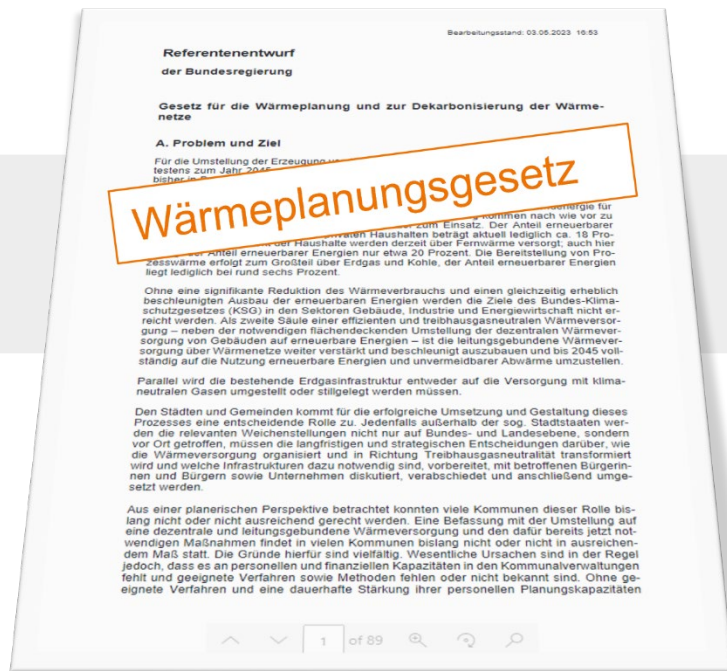 Bearbeitungsstand: 03.05.2023 16:53
Referentenentwurf
der Bundesregierung
Gesetz für die Wärmeplanung und zur Dekarbonisierung der Wärme-
netze
A. Problem und Ziel
Für die Umstellung der Erzeugung
testens zum Jahr 2045
bisher in
Wärmeplanungsgesetz
energie für
kommen nach wie vor zu
zum Einsatz. Der Anteil erneuerbarer
privaten Haushalten beträgt aktuell lediglich ca. 18 Pro-
der Haushalte werden derzeit über Fernwärme versorgt; auch hier
Anteil erneuerbarer Energien nur etwa 20 Prozent. Die Bereitstellung von Pro-
zesswärme erfolgt zum Großteil über Erdgas und Kohle, der Anteil erneuerbarer Energien
liegt lediglich bei rund sechs Prozent.
Ohne eine signifikante Reduktion des Wärmeverbrauchs und einen gleichzeitig erheblich
beschleunigten Ausbau der erneuerbaren Energien werden die Ziele des Bundes-Klima-
schutzgesetzes (KSG) in den Sektoren Gebäude, Industrie und Energiewirtschaft nicht er-
reicht werden. Als zweite Säule einer effizienten und treibhausgasneutralen Wärmeversor-
gung – neben der notwendigen flächendeckenden Umstellung der dezentralen Wärmever-
sorgung von Gebäuden auf erneuerbare Energien – ist die leitungsgebundene Wärmever-
sorgung über Wärmenetze weiter verstärkt und beschleunigt auszubauen und bis 2045 voll-
ständig auf die Nutzung erneuerbare Energien und unvermeidbarer Abwärme umzustellen.
Parallel wird die bestehende Erdgasinfrastruktur entweder auf die Versorgung mit klima-
neutralen Gasen umgestellt oder stillgelegt werden müssen.
Den Städten und Gemeinden kommt für die erfolgreiche Umsetzung und Gestaltung dieses
Prozesses eine entscheidende Rolle zu. Jedenfalls außerhalb der sog. Stadtstaaten wer-
den die relevanten Weichenstellungen nicht nur auf Bundes- und Landesebene, sondern
vor Ort getroffen, müssen die langfristigen und strategischen Entscheidungen darüber, wie
die Wärmeversorgung organisiert und in Richtung Treibhausgasneutralität transformiert
wird und welche Infrastrukturen dazu notwendig sind, vorbereitet, mit betroffenen Bürgerin-
nen und Bürgern sowie Unternehmen diskutiert, verabschiedet und anschließend umge-
setzt werden.
Aus einer planerischen Perspektive betrachtet konnten viele Kommunen dieser Rolle bis-
lang nicht oder nicht ausreichend gerecht werden. Eine Befassung mit der Umstellung auf
eine dezentrale und leitungsgebundene Wärmeversorgung und den dafür bereits jetzt not-
wendigen Maßnahmen findet in vielen Kommunen bislang nicht oder nicht in ausreichen-
dem Maß statt. Die Gründe hierfür sind vielfältig. Wesentliche Ursachen sind in der Regel
jedoch, dass es an personellen und finanziellen Kapazitäten in den Kommunalverwaltungen
fehlt und geeignete Verfahren sowie Methoden fehlen oder nicht bekannt sind. Ohne ge-
eignete Verfahren und eine dauerhafte Stärkung ihrer personellen Planungskapazitäten
1 of 89